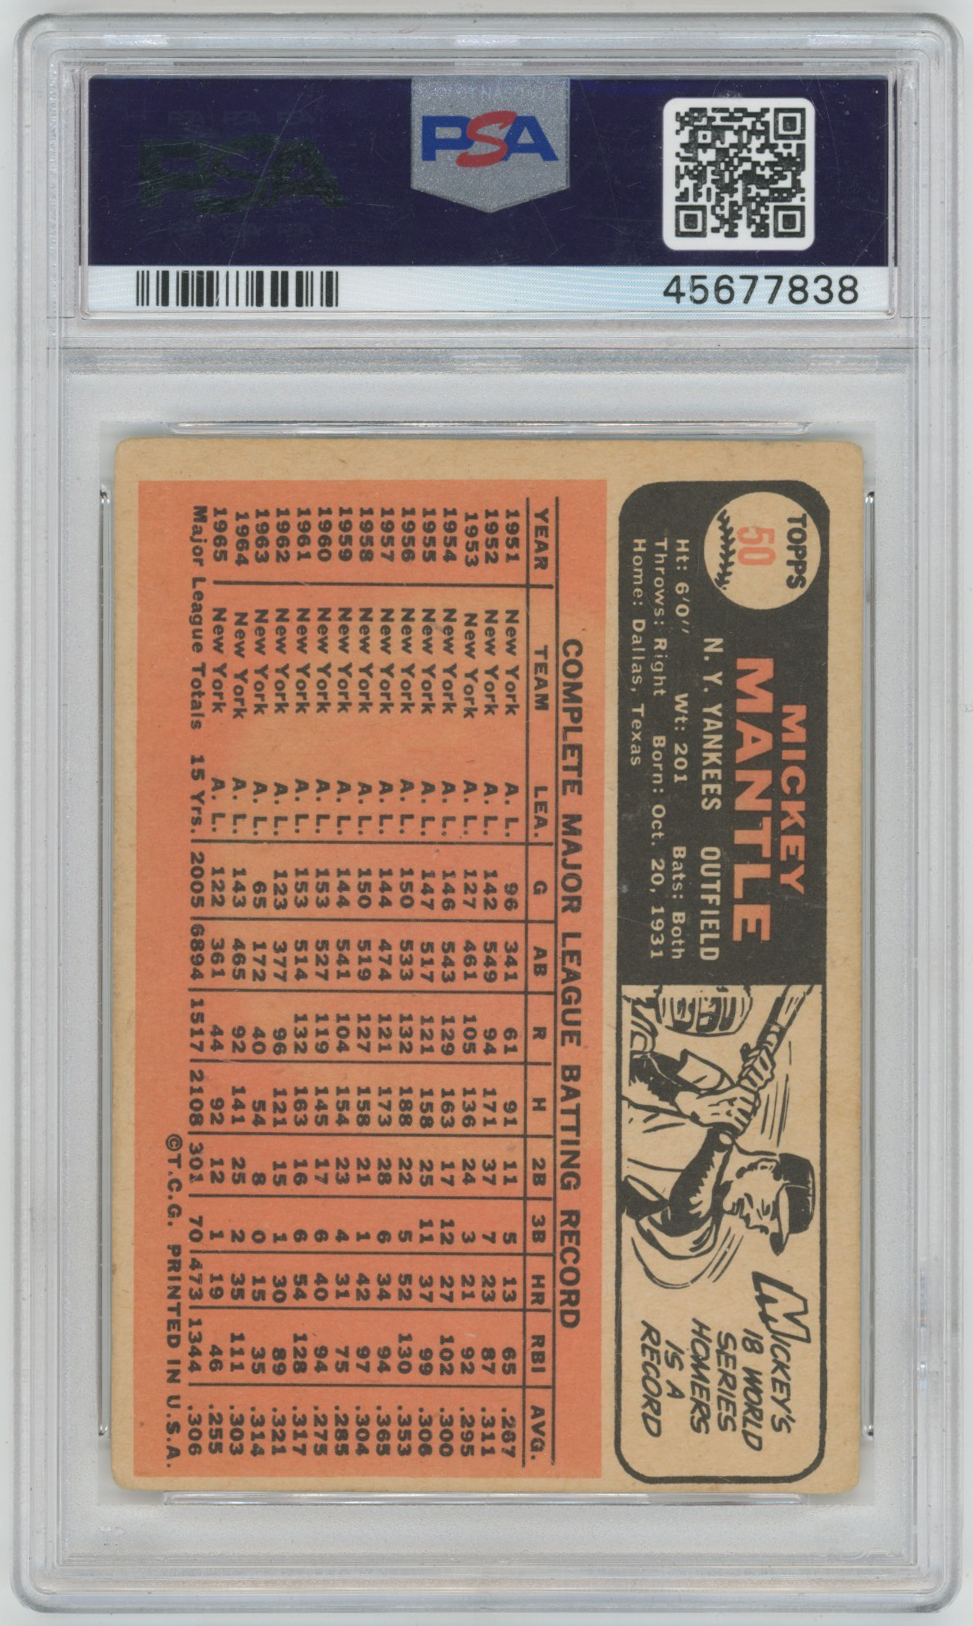 PSA
PSA
45677838
TOPPS
50
MICKEY
MANTLE
N. Y. YANKEES OUTFIELD
Ht: 6'0" Wt: 201 Bats: Both
Throws: Right Born: Oct. 20, 1931
Home: Dallas, Texas
MICKEY'S
18 WORLD
SERIES
HOMERS
IS A
RECORD
COMPLETE MAJOR LEAGUE BATTING RECORD
YEAR TEAM LEA. G AB R H 2B 3B HR RBI AVG.
1951 New York A. L. 96 341 61 91 11 5 13 65 .267
1952 New York A. L. 142 549 94 171 37 7 23 87 .311
1953 New York A. L. 127 461 105 136 24 3 21 92 .295
1954 New York A. L. 146 543 129 163 17 12 27 102 .300
1955 New York A. L. 147 517 121 158 25 11 37 99 .306
1956 New York A. L. 150 533 132 188 22 5 52 130 .353
1957 New York A. L. 144 474 121 173 28 6 34 94 .365
1958 New York A. L. 150 519 127 158 21 1 42 97 .304
1959 New York A. L. 144 541 104 154 23 4 31 75 .285
1960 New York A. L. 153 527 119 145 17 6 40 94 .275
1961 New York A. L. 153 514 132 163 16 6 54 128 .317
1962 New York A. L. 123 377 96 121 15 1 30 89 .321
1963 New York A. L. 65 172 40 54 8 0 15 35 .314
1964 New York A. L. 143 465 92 141 25 2 35 111 .303
1965 New York A. L. 122 361 44 92 12 1 19 46 .255
Major League Totals 15 Yrs. 2005 6894 1517 2108 301 70 473 1344 .306
©T.C.G. PRINTED IN U.S.A.